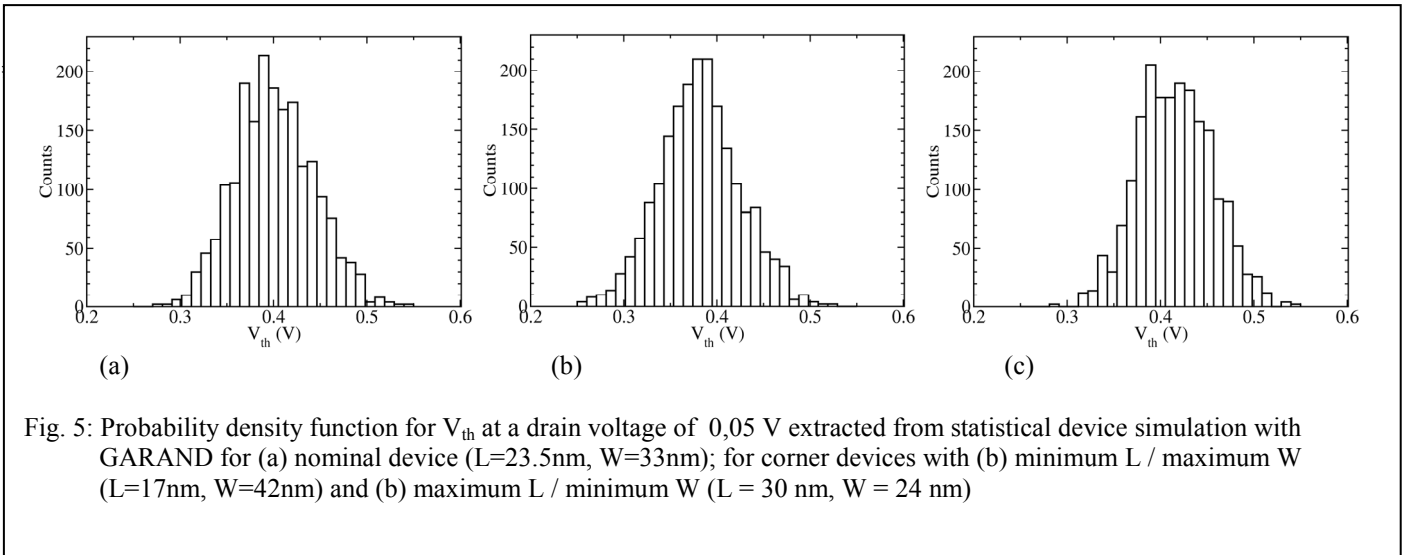 200
150
100
50
0
Counts
0.2 0.3 0.4 0.5 0.6
V_th (V)
(a)
200
150
100
50
0
Counts
0.2 0.3 0.4 0.5 0.6
V_th (V)
(b)
200
150
100
50
0
Counts
0.2 0.3 0.4 0.5 0.6
V_th (V)
(c)
Fig. 5: Probability density function for V_th at a drain voltage of 0,05 V extracted from statistical device simulation with
GARAND for (a) nominal device (L=23.5nm, W=33nm); for corner devices with (b) minimum L / maximum W
(L=17nm, W=42nm) and (b) maximum L / minimum W (L = 30 nm, W = 24 nm)